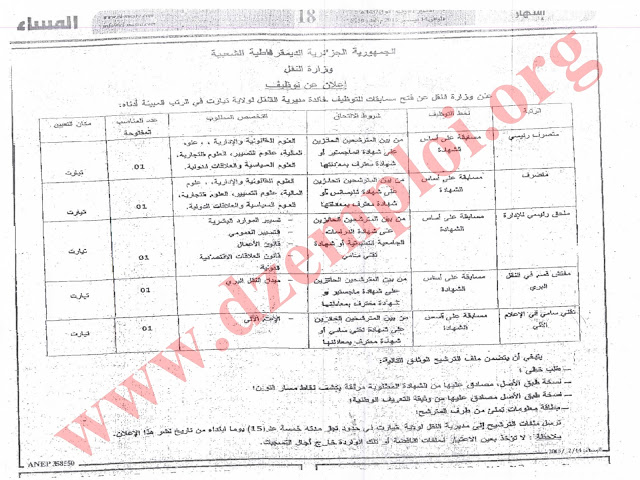 المساء
18
إشهار
الجمهورية الجزائرية الديمقراطية الشعبية
وزارة النقل
إعلان عن توظيف
تعلن وزارة النقل عن فتح مسابقات للتوظيف لفائدة مديرية النقل لولاية تيارت في الرتب المبينة أدناه:
الرتبة
نمط التوظيف
شروط الالتحاق
التخصص المطلوب
عدد المناصب
المفتوحة
مكان التعيين
متصرف رئيسي
مسابقة على أساس
الشهادة
من بين المترشحين الحائزين
على شهادة الماجستير أو
شهادة معترف بمعادلتها
العلوم القانونية والإدارية، علوم
المالية، علوم التسيير، العلوم التجارية،
العلوم السياسية والعلاقات الدولية.
01
تيارت
متصرف
مسابقة على أساس
الشهادة
من بين المترشحين الحائزين
على شهادة الليسانس أو
شهادة معترف بمعادلتها
العلوم القانونية والإدارية، علوم
المالية، علوم التسيير، العلوم التجارية،
العلوم السياسية والعلاقات الدولية.
01
تيارت
ملحق رئيسي للإدارة
مسابقة على أساس
الشهادة
من بين المترشحين الحائزين
على شهادة الدراسات
الجامعية التطبيقية أو شهادة
تقني سامي
– تسيير الموارد البشرية
– التسيير العمومي
– قانون الأعمال
– قانون العلاقات الاقتصادية
01
تيارت
مفتش قسم في النقل
البري
مسابقة على أساس
الشهادة
من بين المترشحين الحائزين
على شهادة ماجستير أو
شهادة معترف بمعادلتها
ميدان النقل البري
01
تيارت
تقني سامي في الإعلام
الآلي
مسابقة على أساس
الشهادة
من بين المترشحين الحائزين
على شهادة تقني سامي أو
شهادة معترف بمعادلتها
الإعلام الآلي
01
تيارت
ينبغي أن يتضمن ملف الترشيح الوثائق التالية:
– طلب خطي؛
– نسخة طبق الأصل، مصادق عليها من الشهادة المطلوبة مرفقة بكشف نقاط مسار التكوين؛
– نسخة طبق الأصل، مصادق عليها من وثيقة التعريف الوطنية؛
– بطاقة معلومات تملئ من طرف المترشح؛
ترسل ملفات الترشيح إلى مديرية النقل لولاية تيارت في حدود أجل مدته خمسة عشر (15) يوما ابتداء من تاريخ نشر هذا الإعلان.
ملاحظة: لا تؤخذ بعين الاعتبار الملفات الناقصة أو تلك الواردة خارج آجال التسجيلات.
ANEP 358850
www.dzemploi.org